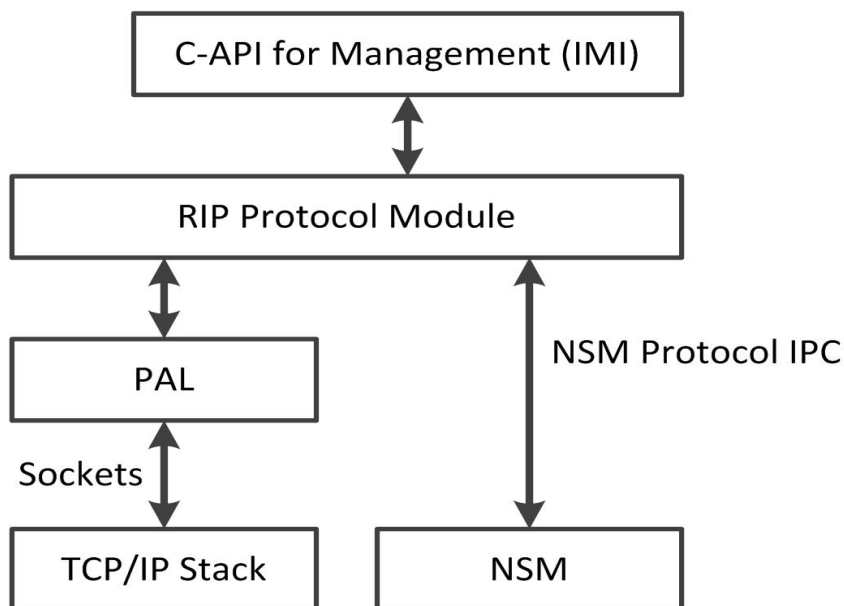 C-API for Management (IMI)
RIP Protocol Module
NSM Protocol IPC
PAL
Sockets
TCP/IP Stack
NSM